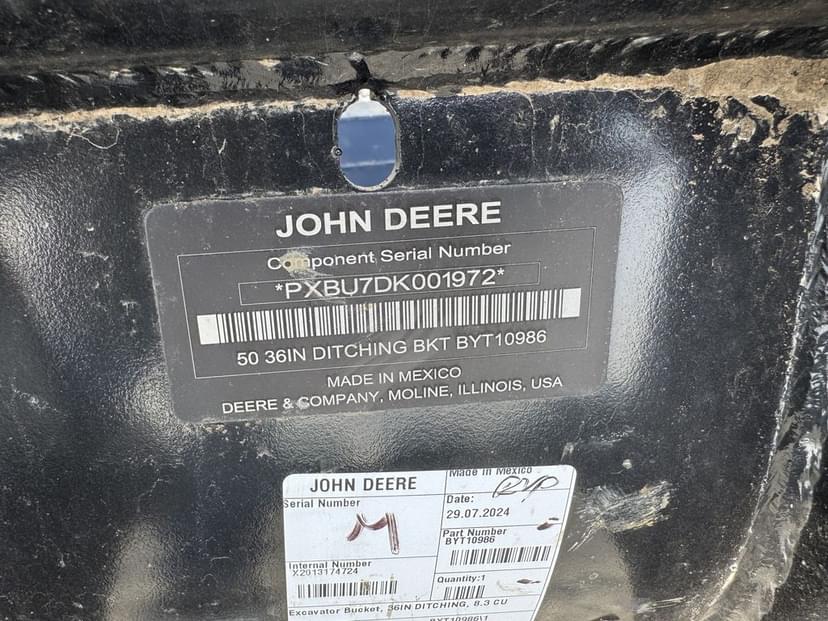 JOHN DEERE
Component Serial Number
*PXBU7DK001972*
50 36IN DITCHING BKT BYT10986
MADE IN MEXICO
DEERE & COMPANY, MOLINE, ILLINOIS, USA
JOHN DEERE
Made in Mexico
Serial Number
M
Date:
29.07.2024
Part Number
BYT10986
Internal Number
X2013174724
Quantity:1
Excavator Bucket, 36IN DITCHING, 8.3 CU
BYT10986\1